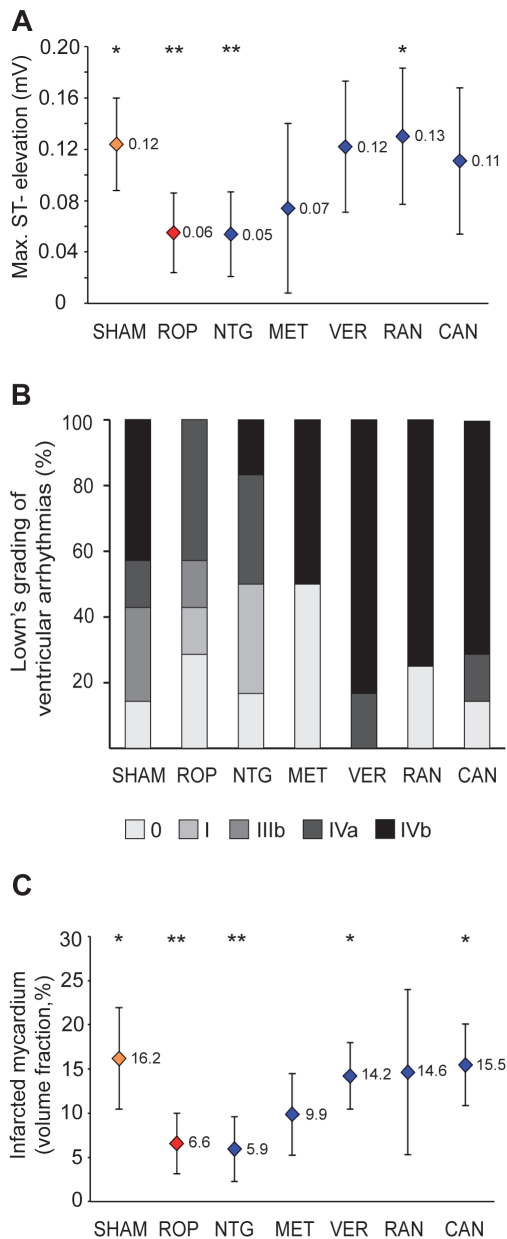 A
Max. ST- elevation (mV)
0.20
0.16
0.12
0.08
0.04
0
* ** ** *
0.12
0.06
0.05
0.07
0.12
0.13
0.11
SHAM ROP NTG MET VER RAN CAN
B
Lown's grading of
ventricular arrhythmias (%)
100
80
60
40
20
SHAM ROP NTG MET VER RAN CAN
0 I IIIb IVa IVb
C
Infarcted mycardium
(volume fraction,%)
30
25
20
15
10
5
0
* ** ** * *
16.2
6.6
5.9
9.9
14.2
14.6
15.5
SHAM ROP NTG MET VER RAN CAN